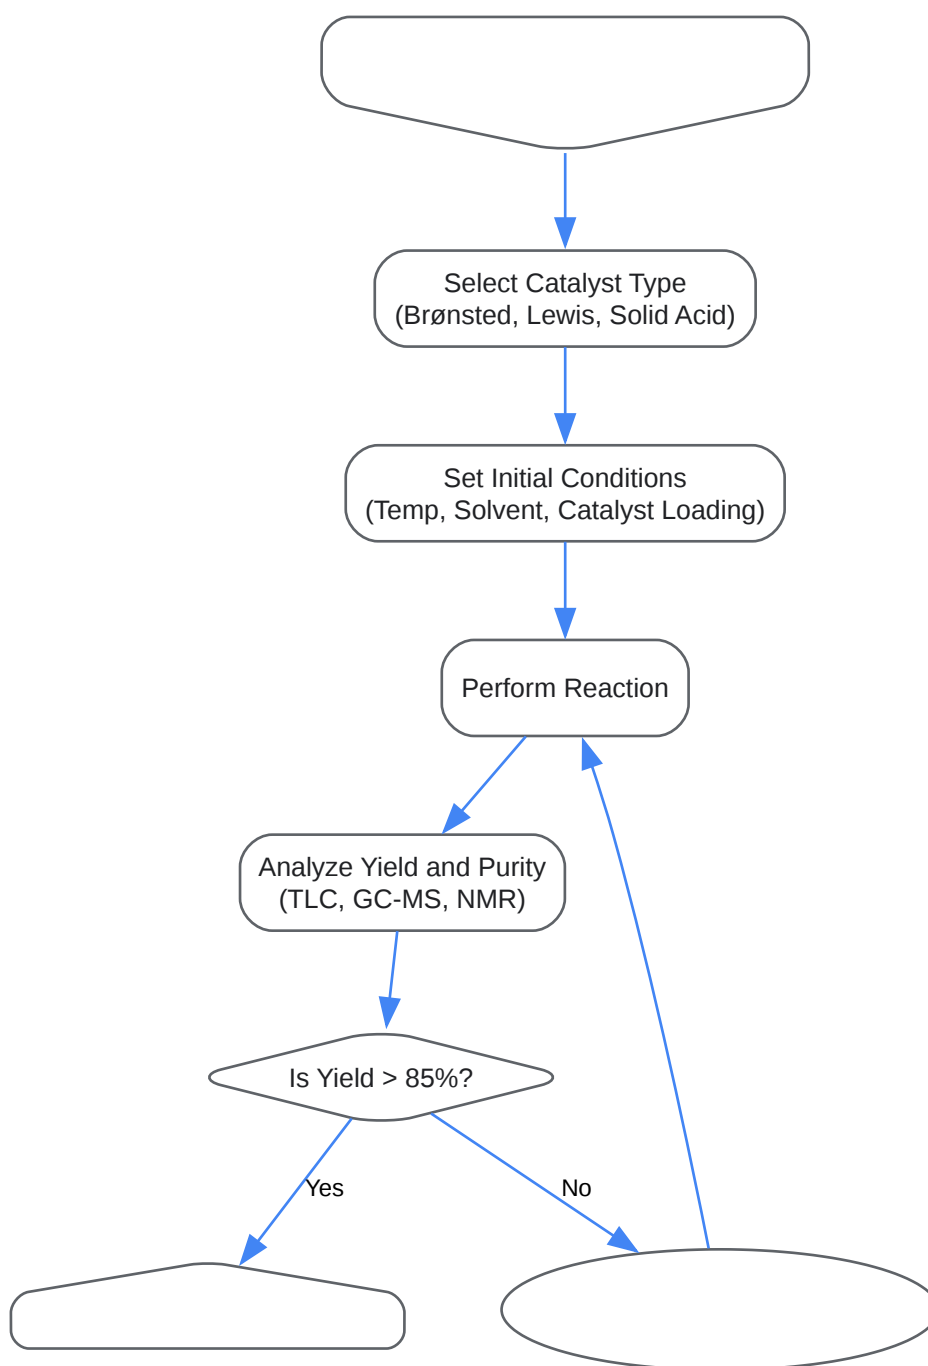 Select Catalyst Type
(Brønsted, Lewis, Solid Acid)
Set Initial Conditions
(Temp, Solvent, Catalyst Loading)
Perform Reaction
Analyze Yield and Purity
(TLC, GC-MS, NMR)
Is Yield > 85%?
Yes
No